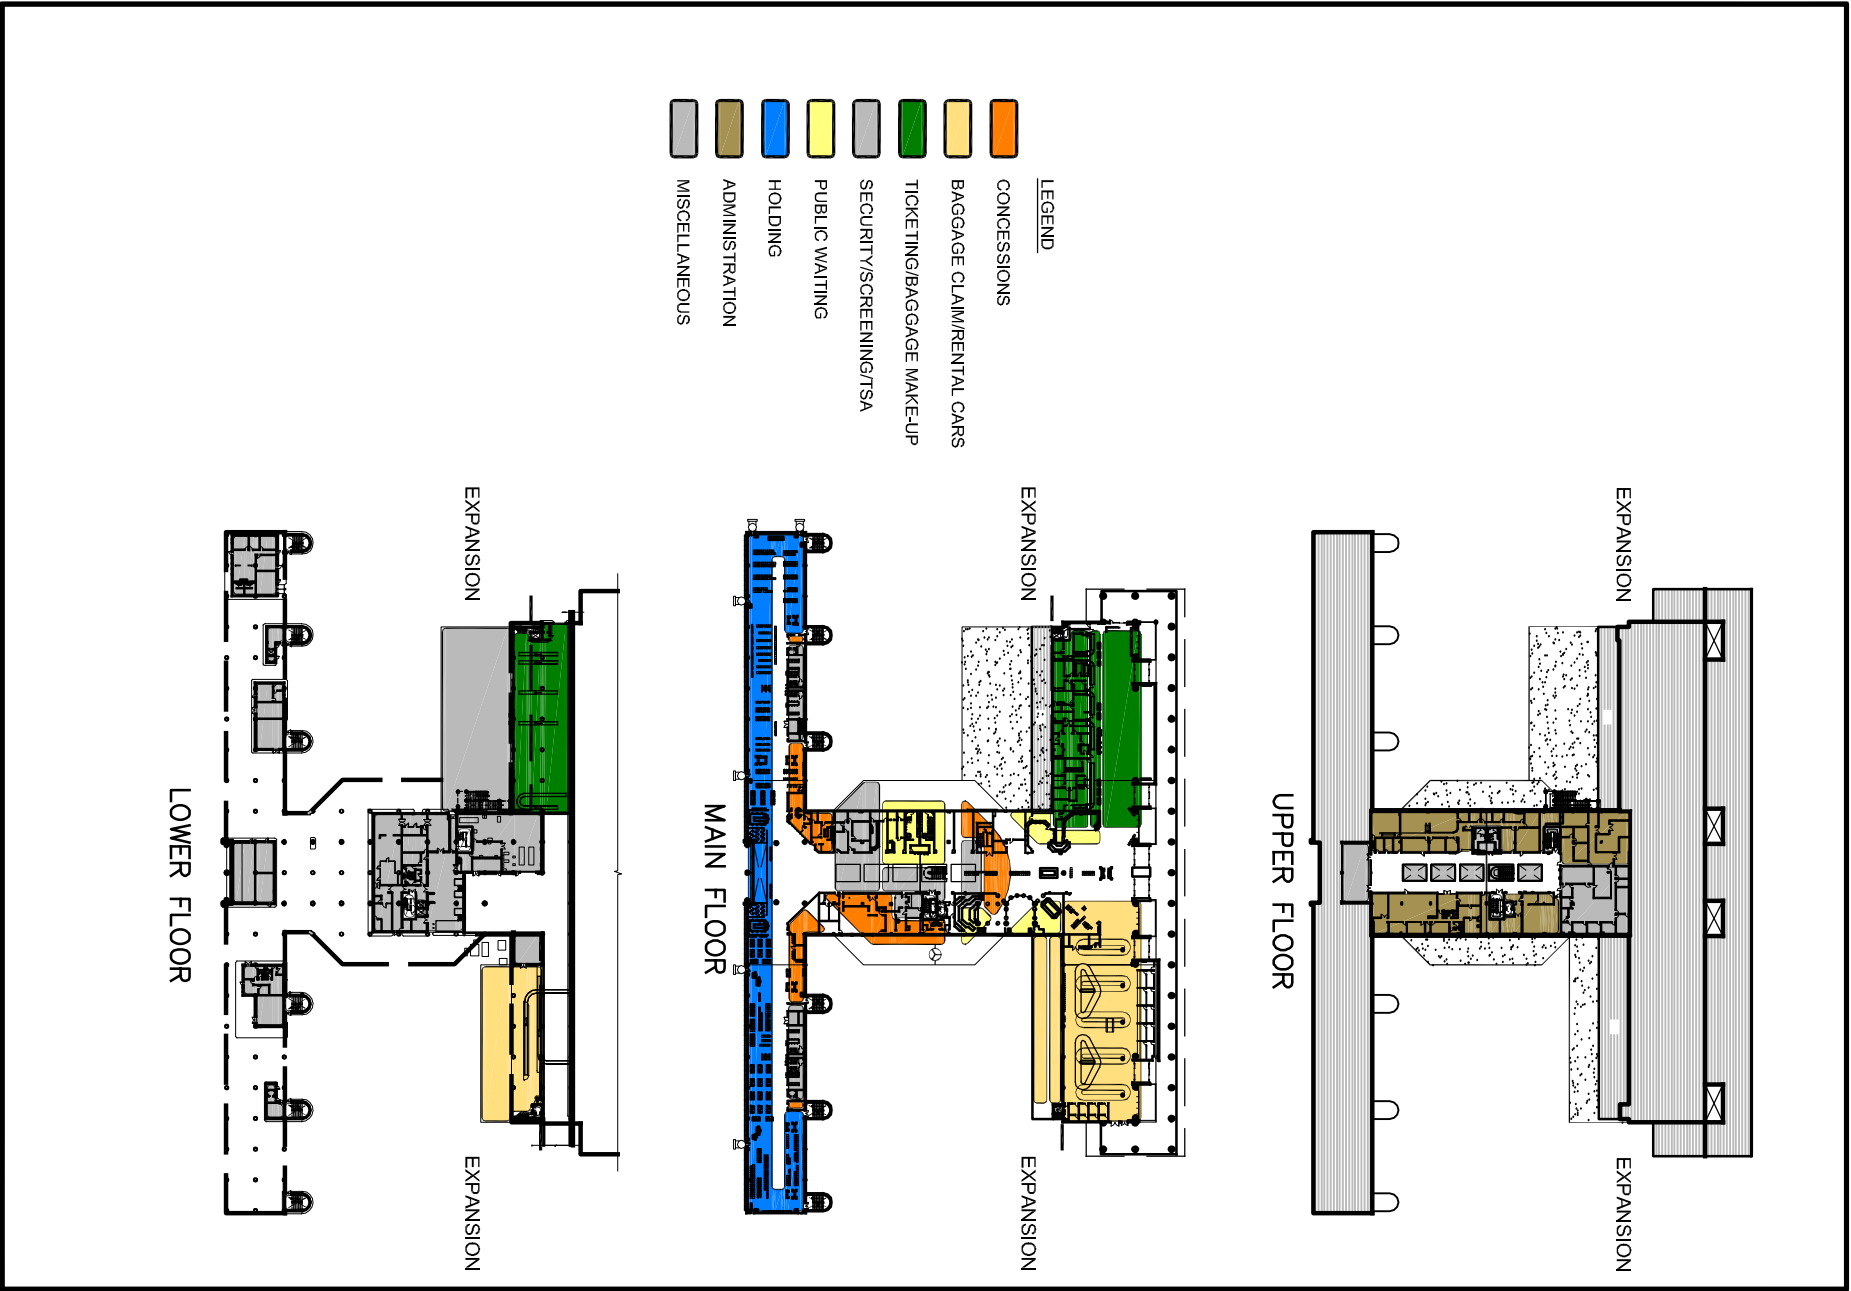 LEGEND
CONCESSIONS
BAGGAGE CLAIM/RENTAL CARS
TICKETING/BAGGAGE MAKE-UP
SECURITY/SCREENING/TSA
PUBLIC WAITING
HOLDING
ADMINISTRATION
MISCELLANEOUS
EXPANSION
EXPANSION
UPPER FLOOR
EXPANSION
EXPANSION
MAIN FLOOR
EXPANSION
EXPANSION
LOWER FLOOR